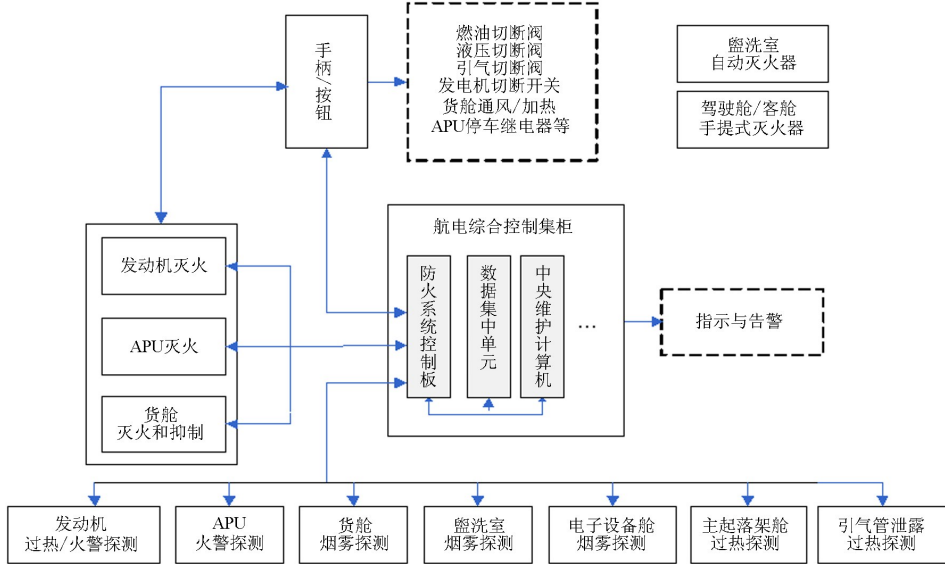 手柄/按钮
燃油切断阀
液压切断阀
引气切断阀
发电机切断开关
货舱通风/加热
APU停车继电器等
盥洗室
自动灭火器
驾驶舱/客舱
手提式灭火器
航电综合控制集柜
发动机灭火
APU灭火
货舱
灭火和抑制
防火系统控制板
数据集中单元
中央维护计算机
…
指示与告警
发动机
过热/火警探测
APU
火警探测
货舱
烟雾探测
盥洗室
烟雾探测
电子设备舱
烟雾探测
主起落架舱
过热探测
引气管泄露
过热探测